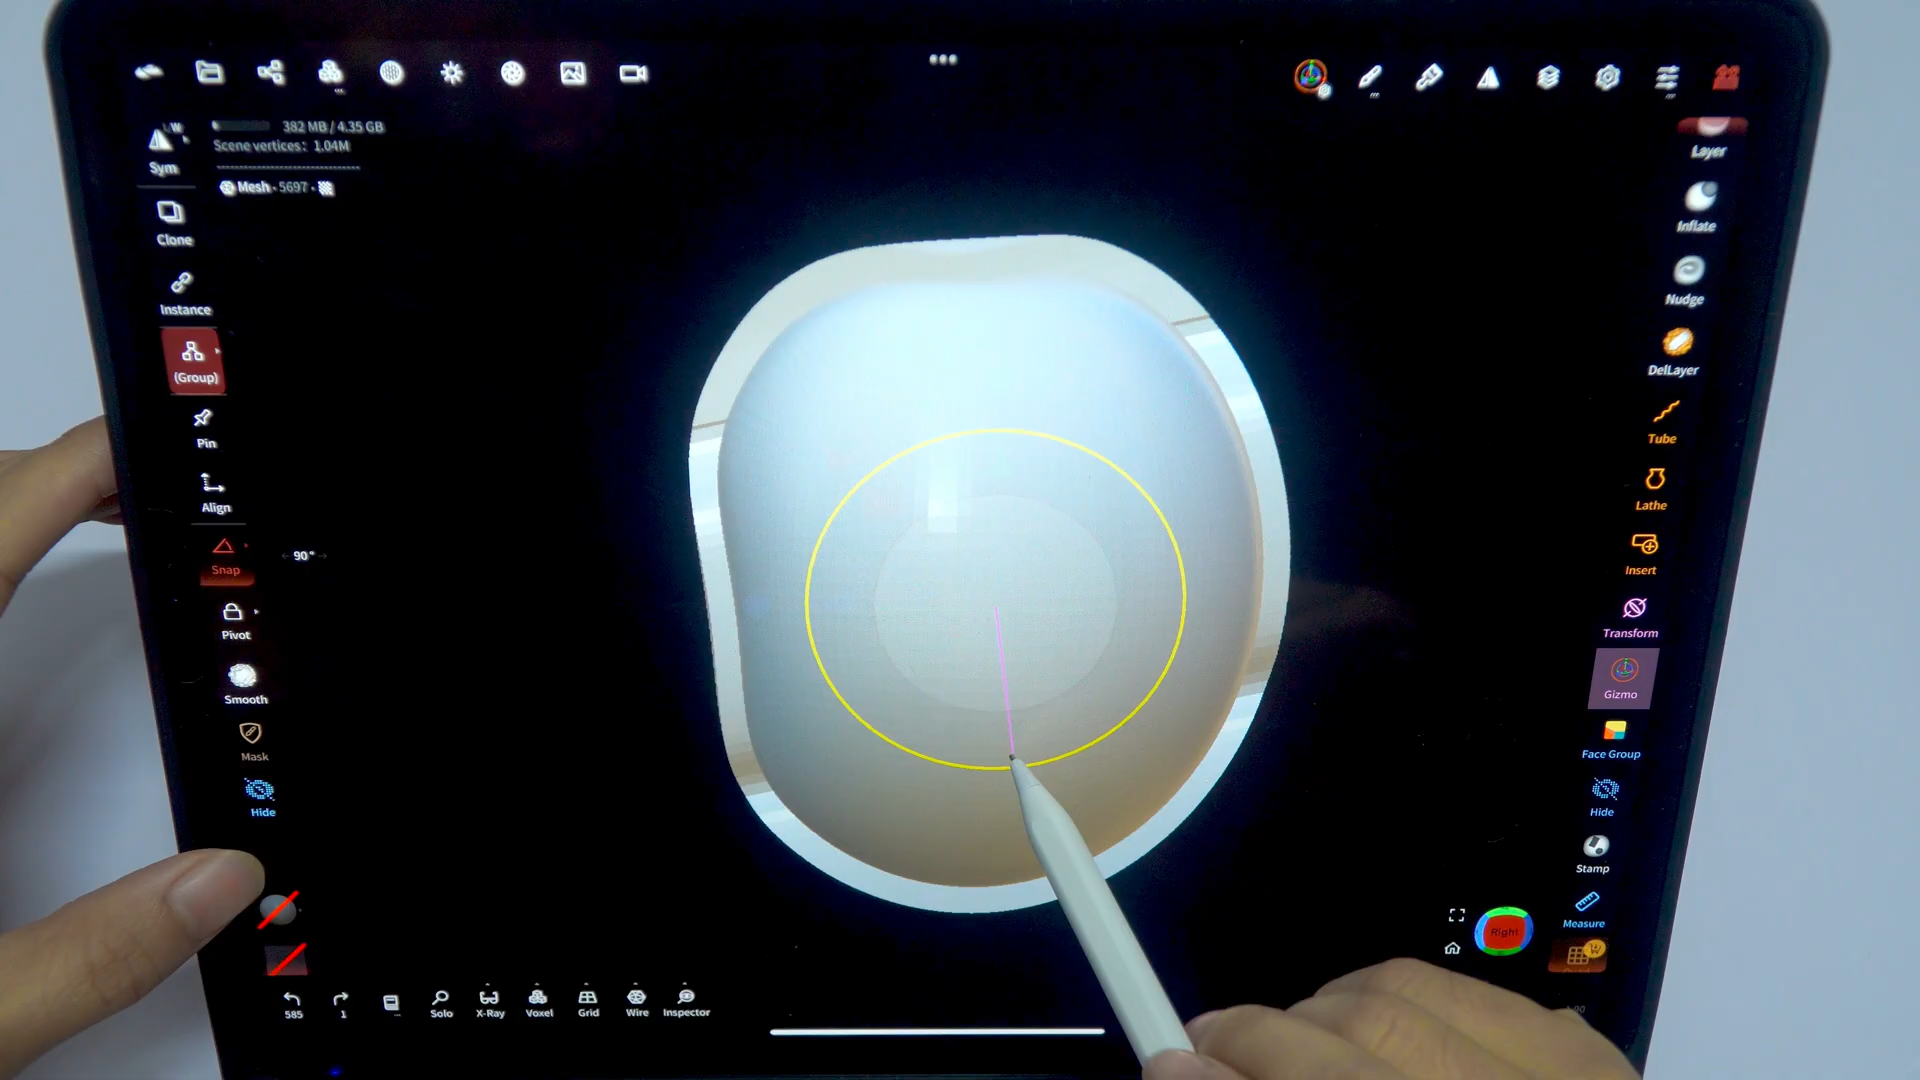 382 MB / 4.35 GB
Scene vertices: 1.04M
Mesh · 5697 ·
Sym
Clone
Instance
(Group)
Pin
Align
Snap
90°
Pivot
Smooth
Mask
Hide
585
1
Solo
X-Ray
Voxel
Grid
Wire
Inspector
Layer
Inflate
Nudge
DelLayer
Tube
Lathe
Insert
Transform
Gizmo
Face Group
Hide
Stamp
Measure
Right